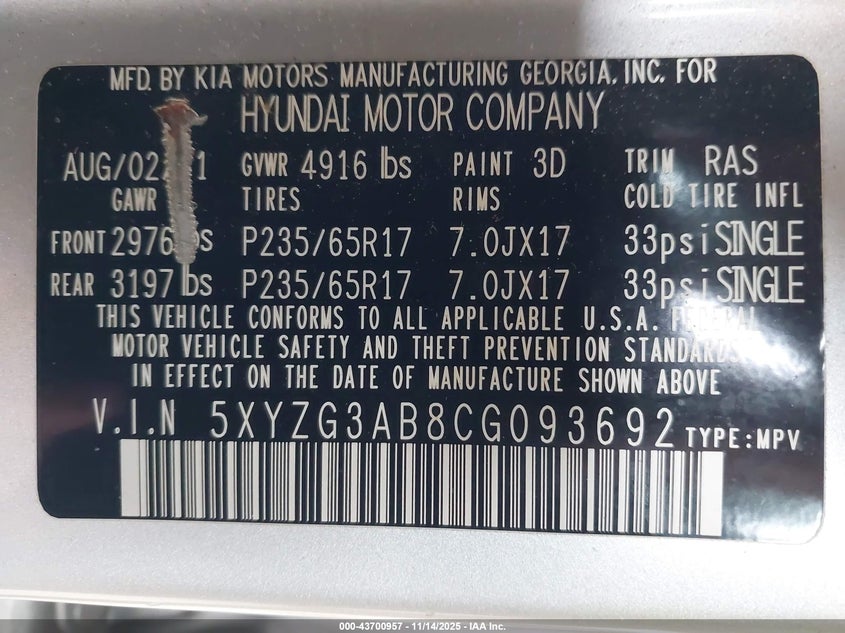 MFD. BY KIA MOTORS MANUFACTURING GEORGIA, INC. FOR
HYUNDAI MOTOR COMPANY
GVWR 4916 lbs PAINT 3D TRIM RAS
GAWR TIRES RIMS COLD TIRE INFL
FRONT P235/65R17 7.0JX17 33psi SINGLE
REAR 3197 lbs P235/65R17 7.0JX17 33psi SINGLE
THIS VEHICLE CONFORMS TO ALL APPLICABLE U.S.A. FEDERAL
MOTOR VEHICLE SAFETY AND THEFT PREVENTION STANDARDS
IN EFFECT ON THE DATE OF MANUFACTURE SHOWN ABOVE
V.I.N 5XYZG3AB8CG093692 TYPE:MPV
000-43700957 - 11/14/2025 - IAA Inc.